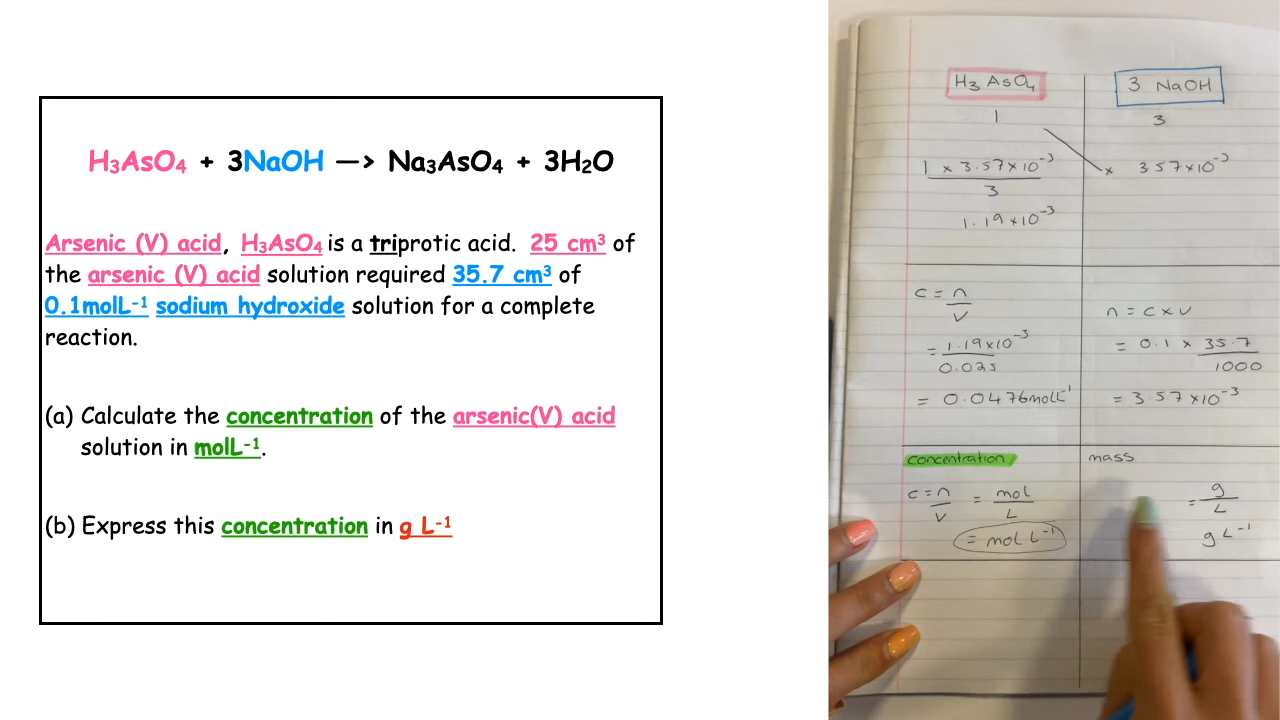 H₃AsO₄ + 3NaOH —> Na₃AsO₄ + 3H₂O
Arsenic (V) acid, H₃AsO₄ is a triprotic acid. 25 cm³ of
the arsenic (V) acid solution required 35.7 cm³ of
0.1molL⁻¹ sodium hydroxide solution for a complete
reaction.
(a) Calculate the concentration of the arsenic(V) acid
solution in molL⁻¹.
(b) Express this concentration in g L⁻¹
H₃AsO₄
3 NaOH
1
3
1 x 3.57x10⁻³
3
x 3.57x10⁻³
1.19x10⁻³
c = n
v
= 1.19x10⁻³
0.025
= 0.0476molL⁻¹
n = c x v
= 0.1 x 35.7
1000
= 3.57x10⁻³
concentration
c = n = mol
v L
= mol L⁻¹
mass
= g
L
g L⁻¹